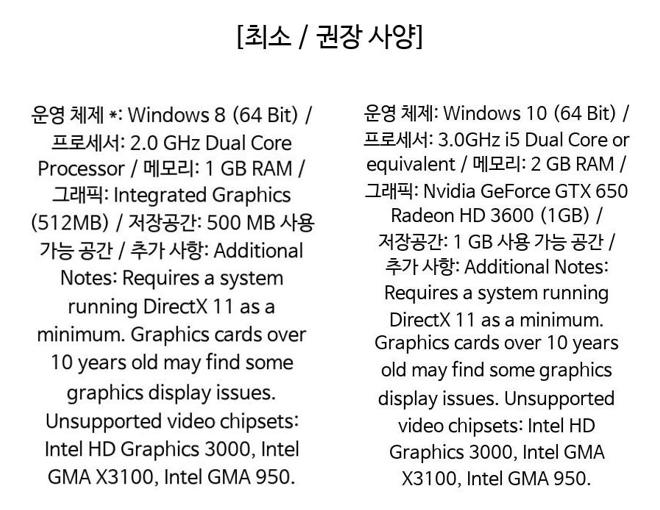 [최소 / 권장 사양]
운영 체제 *: Windows 8 (64 Bit) /
프로세서: 2.0 GHz Dual Core
Processor / 메모리: 1 GB RAM /
그래픽: Integrated Graphics
(512MB) / 저장공간: 500 MB 사용
가능 공간 / 추가 사항: Additional
Notes: Requires a system
running DirectX 11 as a
minimum. Graphics cards over
10 years old may find some
graphics display issues.
Unsupported video chipsets:
Intel HD Graphics 3000, Intel
GMA X3100, Intel GMA 950.
운영 체제: Windows 10 (64 Bit) /
프로세서: 3.0GHz i5 Dual Core or
equivalent / 메모리: 2 GB RAM /
그래픽: Nvidia GeForce GTX 650
Radeon HD 3600 (1GB) /
저장공간: 1 GB 사용 가능 공간 /
추가 사항: Additional Notes:
Requires a system running
DirectX 11 as a minimum.
Graphics cards over 10 years
old may find some graphics
display issues. Unsupported
video chipsets: Intel HD
Graphics 3000, Intel GMA
X3100, Intel GMA 950.